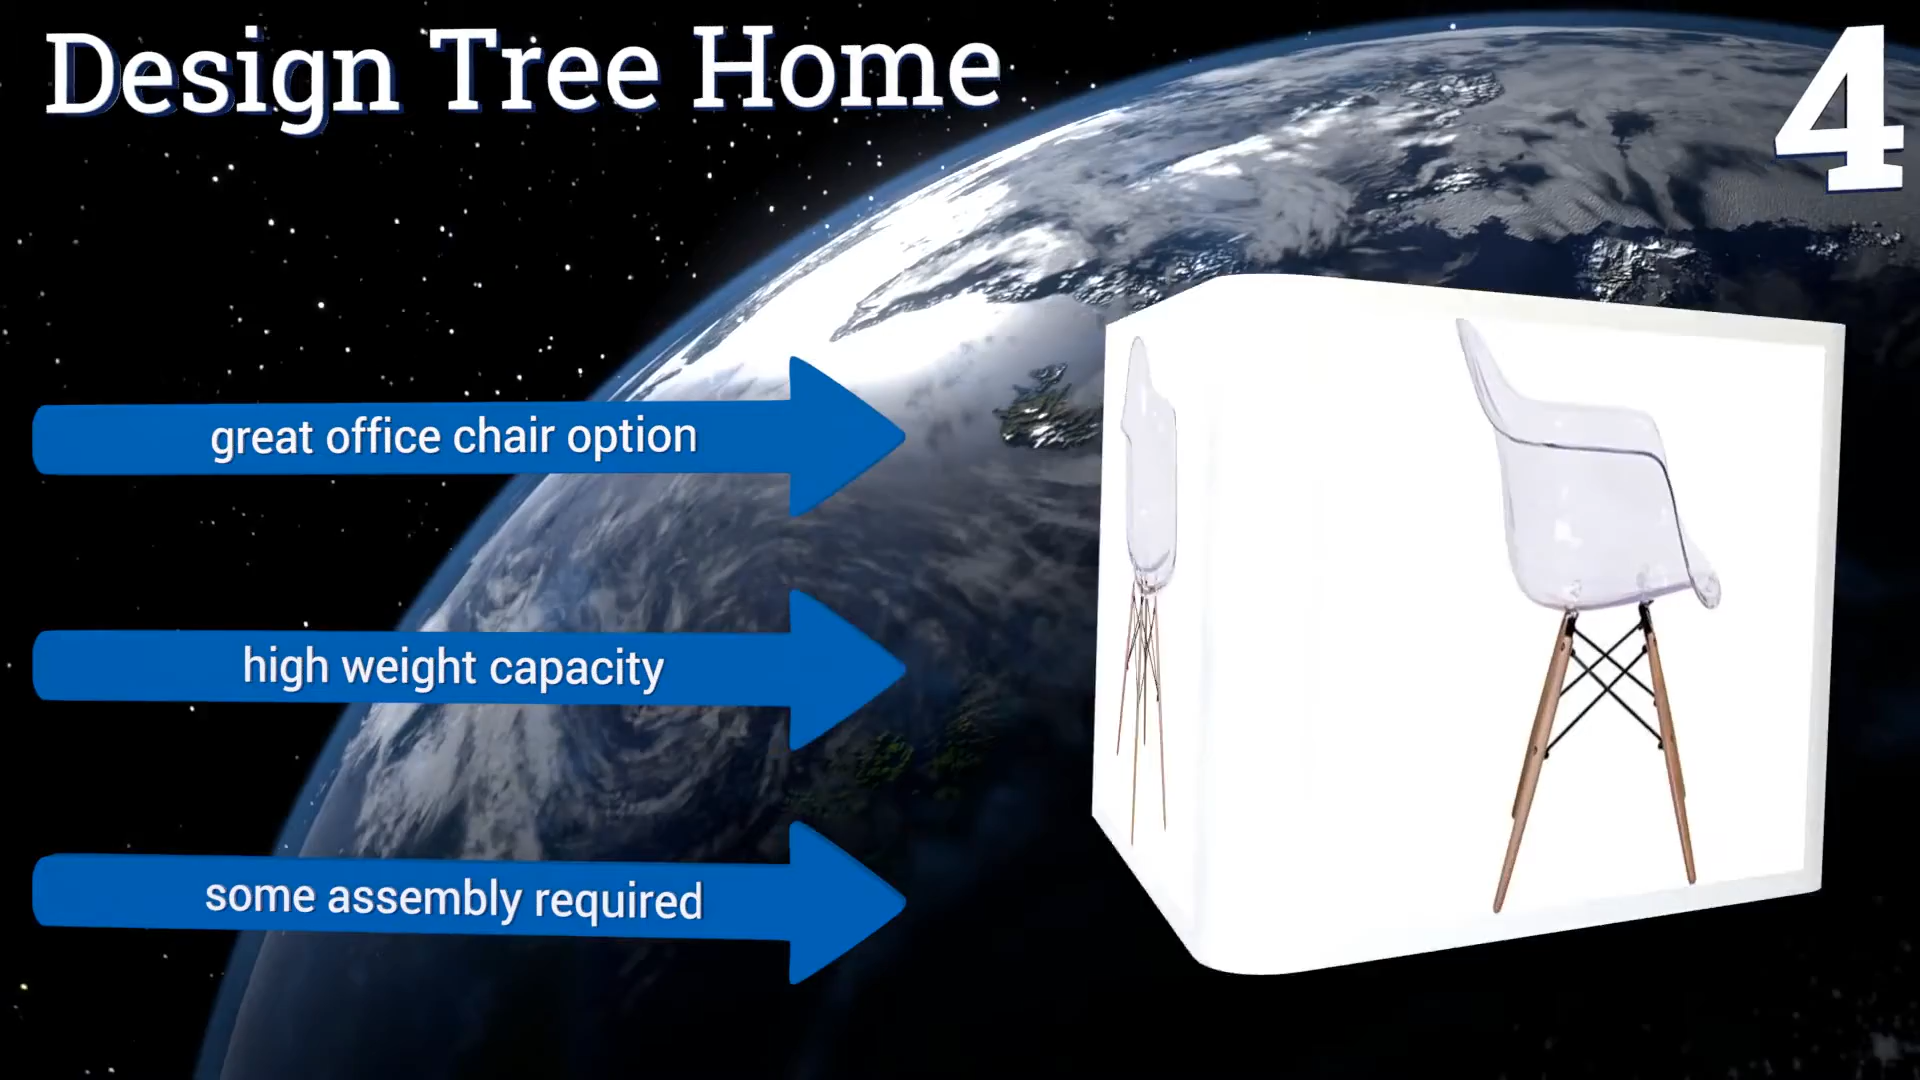 Design Tree Home
4
great office chair option
high weight capacity
some assembly required